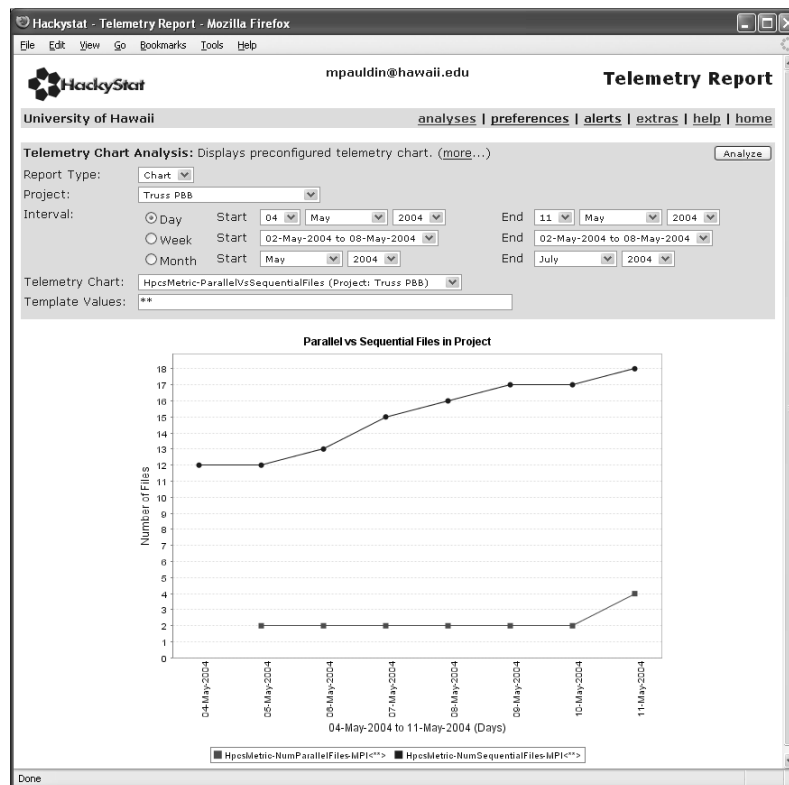 Hackystat - Telemetry Report - Mozilla Firefox
File Edit View Go Bookmarks Tools Help
HackyStat
mpauldin@hawaii.edu
Telemetry Report
University of Hawaii
analyses | preferences | alerts | extras | help | home
Telemetry Chart Analysis: Displays preconfigured telemetry chart. (more...)
Analyze
Report Type: Chart
Project: Truss PBB
Interval: Day Start 04 May 2004 End 11 May 2004
Week Start 02-May-2004 to 08-May-2004 End 02-May-2004 to 08-May-2004
Month Start May 2004 End July 2004
Telemetry Chart: HpcsMetric-ParallelVsSequentialFiles (Project: Truss PBB)
Template Values: **
Parallel vs Sequential Files in Project
18
17
16
15
14
13
12
11
10
9
8
7
6
5
4
3
2
1
0
Number of Files
04-May-2004
05-May-2004
06-May-2004
07-May-2004
08-May-2004
09-May-2004
10-May-2004
11-May-2004
04-May-2004 to 11-May-2004 (Days)
HpcsMetric-NumParallelFiles-MPI<**> HpcsMetric-NumSequentialFiles-MPI<**>
Done